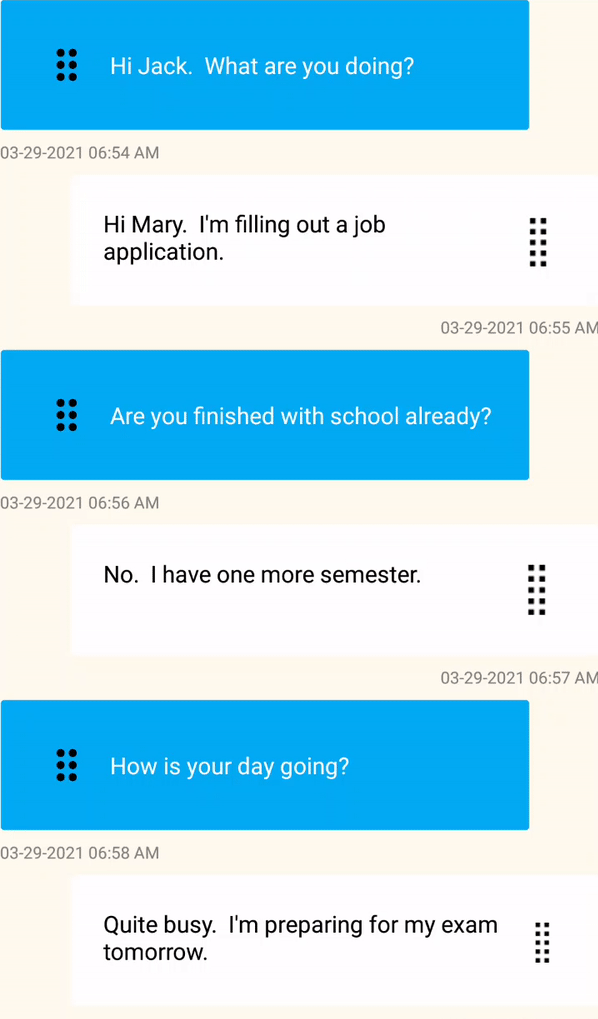 Hi Jack.  What are you doing?
03-29-2021 06:54 AM
Hi Mary.  I'm filling out a job
application.
03-29-2021 06:55 AM
Are you finished with school already?
03-29-2021 06:56 AM
No.  I have one more semester.
03-29-2021 06:57 AM
How is your day going?
03-29-2021 06:58 AM
Quite busy.  I'm preparing for my exam
tomorrow.